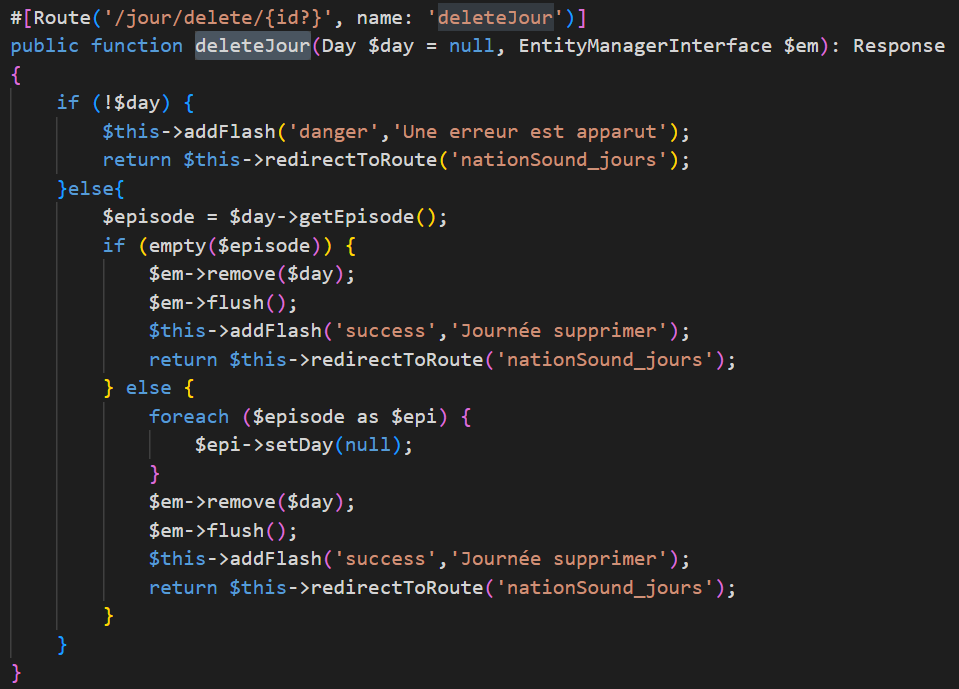 #[Route('/jour/delete/{id?}', name: 'deleteJour')]
public function deleteJour(Day $day = null, EntityManagerInterface $em): Response
{
    if (!$day) {
        $this->addFlash('danger','Une erreur est apparut');
        return $this->redirectToRoute('nationSound_jours');
    }else{
        $episode = $day->getEpisode();
        if (empty($episode)) {
            $em->remove($day);
            $em->flush();
            $this->addFlash('success','Journée supprimer');
            return $this->redirectToRoute('nationSound_jours');
        } else {
            foreach ($episode as $epi) {
                $epi->setDay(null);
            }
            $em->remove($day);
            $em->flush();
            $this->addFlash('success','Journée supprimer');
            return $this->redirectToRoute('nationSound_jours');
        }
    }
}